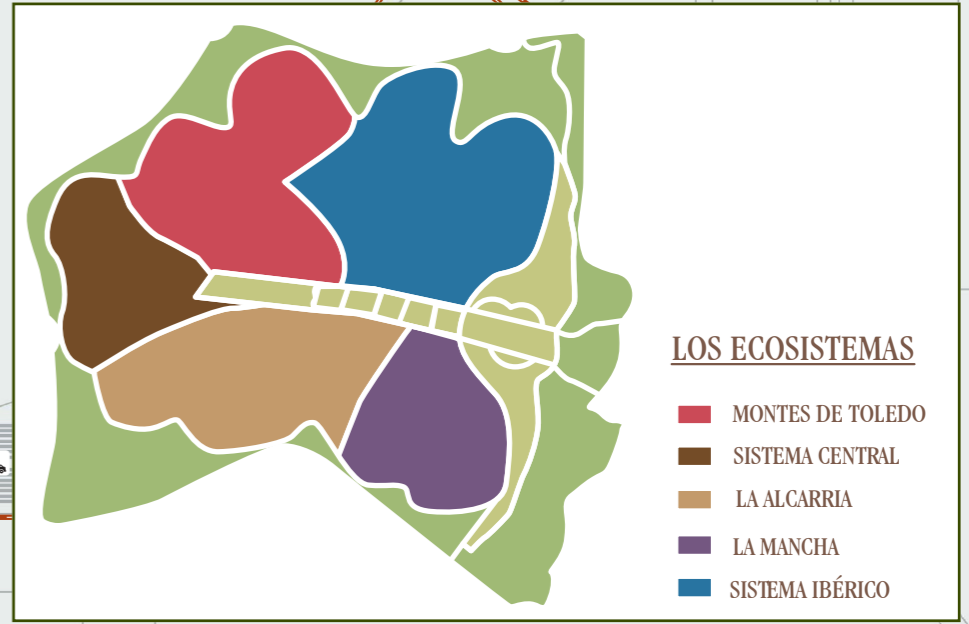 LOS ECOSISTEMAS
MONTES DE TOLEDO
SISTEMA CENTRAL
LA ALCARRIA
LA MANCHA
SISTEMA IBÉRICO